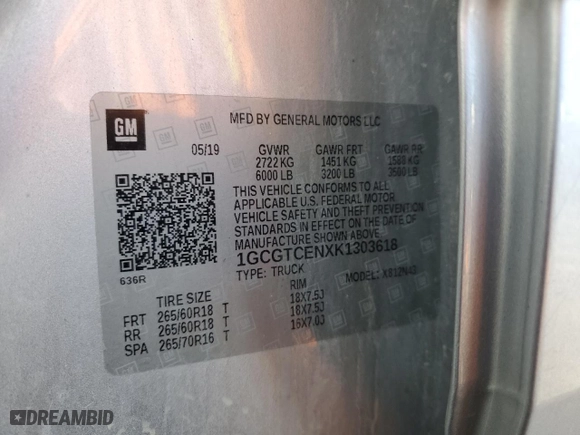 GM
MFD BY GENERAL MOTORS LLC
05/19 GVWR GAWR FRT GAWR RR
2722 KG 1451 KG 1588 KG
6000 LB 3200 LB 3500 LB
THIS VEHICLE CONFORMS TO ALL
APPLICABLE U.S. FEDERAL MOTOR
VEHICLE SAFETY AND THEFT PREVENTION
STANDARDS IN EFFECT ON THE DATE OF
MANUFACTURE SHOWN ABOVE.
1GCGTCENXK1303618
TYPE: TRUCK MODEL:
636R
TIRE SIZE RIM
FRT 265/60R18 T 18X7.5J
RR 265/60R18 T 18X7.5J
SPA 265/70R16 T 16X7.0J
DREAMBID